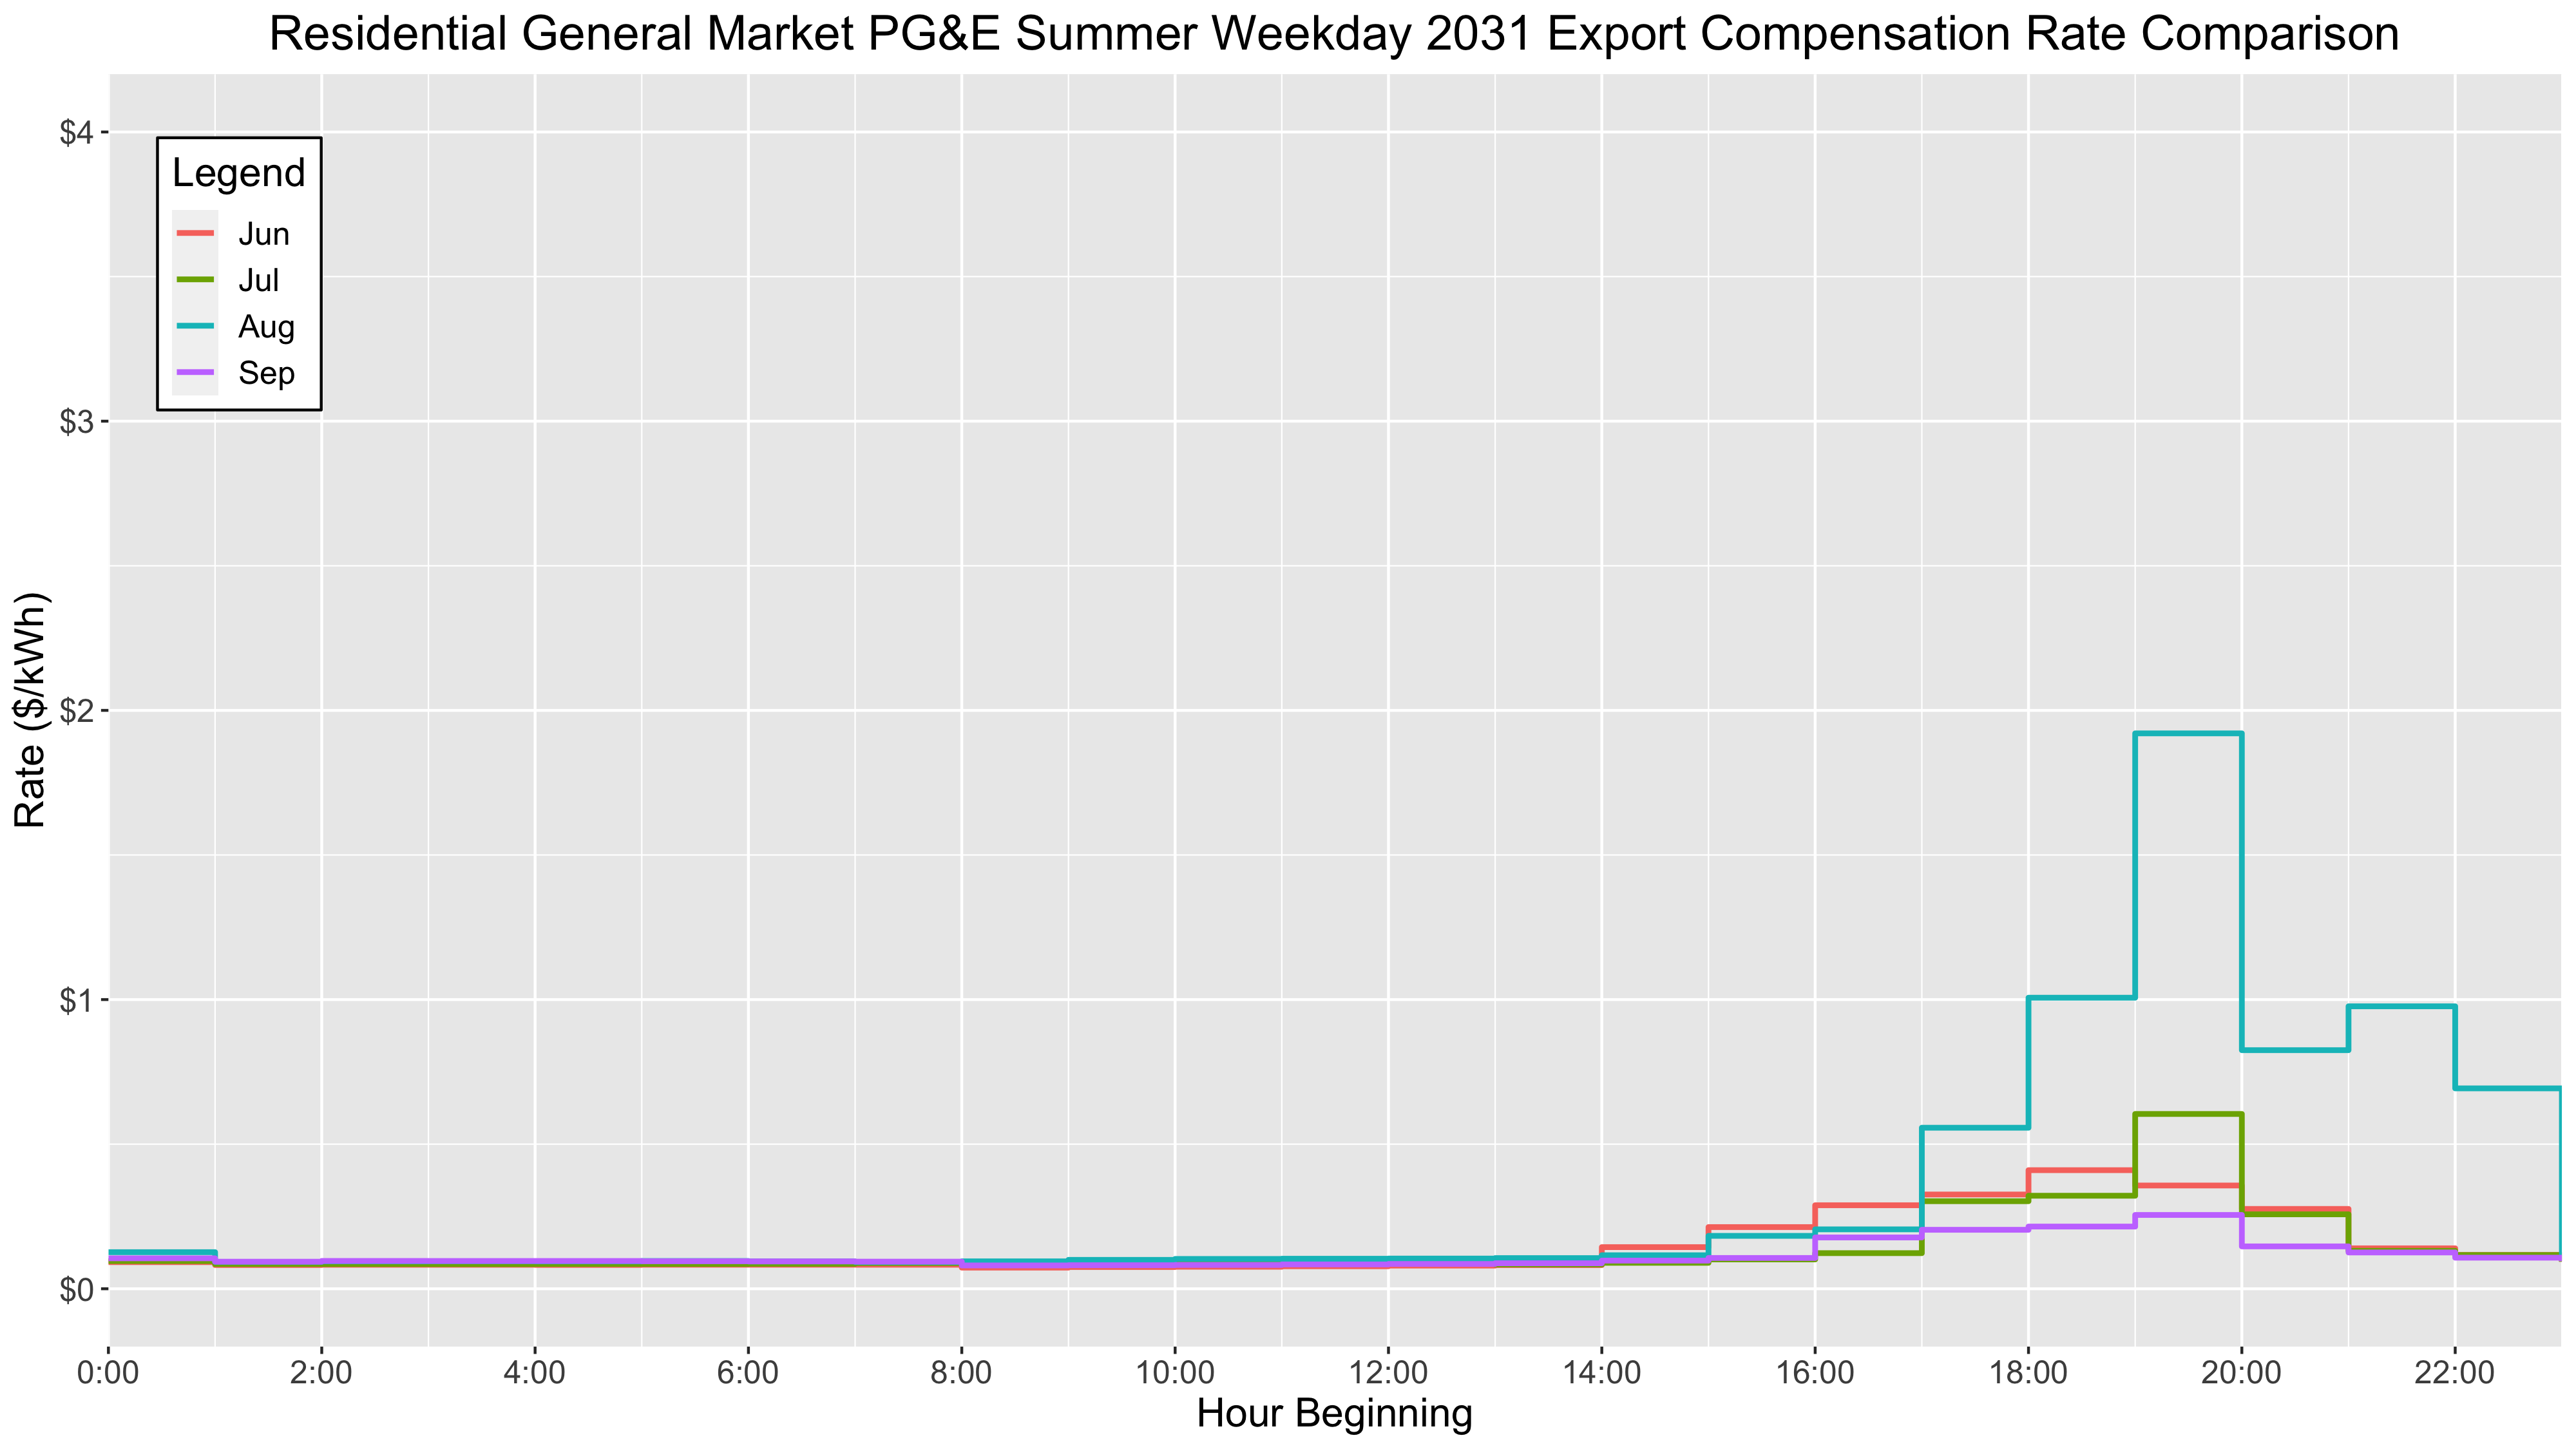 Residential General Market PG&E Summer Weekday 2031 Export Compensation Rate Comparison
Legend
Jun
Jul
Aug
Sep
Rate ($/kWh)
$4
$3
$2
$1
$0
0:00 2:00 4:00 6:00 8:00 10:00 12:00 14:00 16:00 18:00 20:00 22:00
Hour Beginning